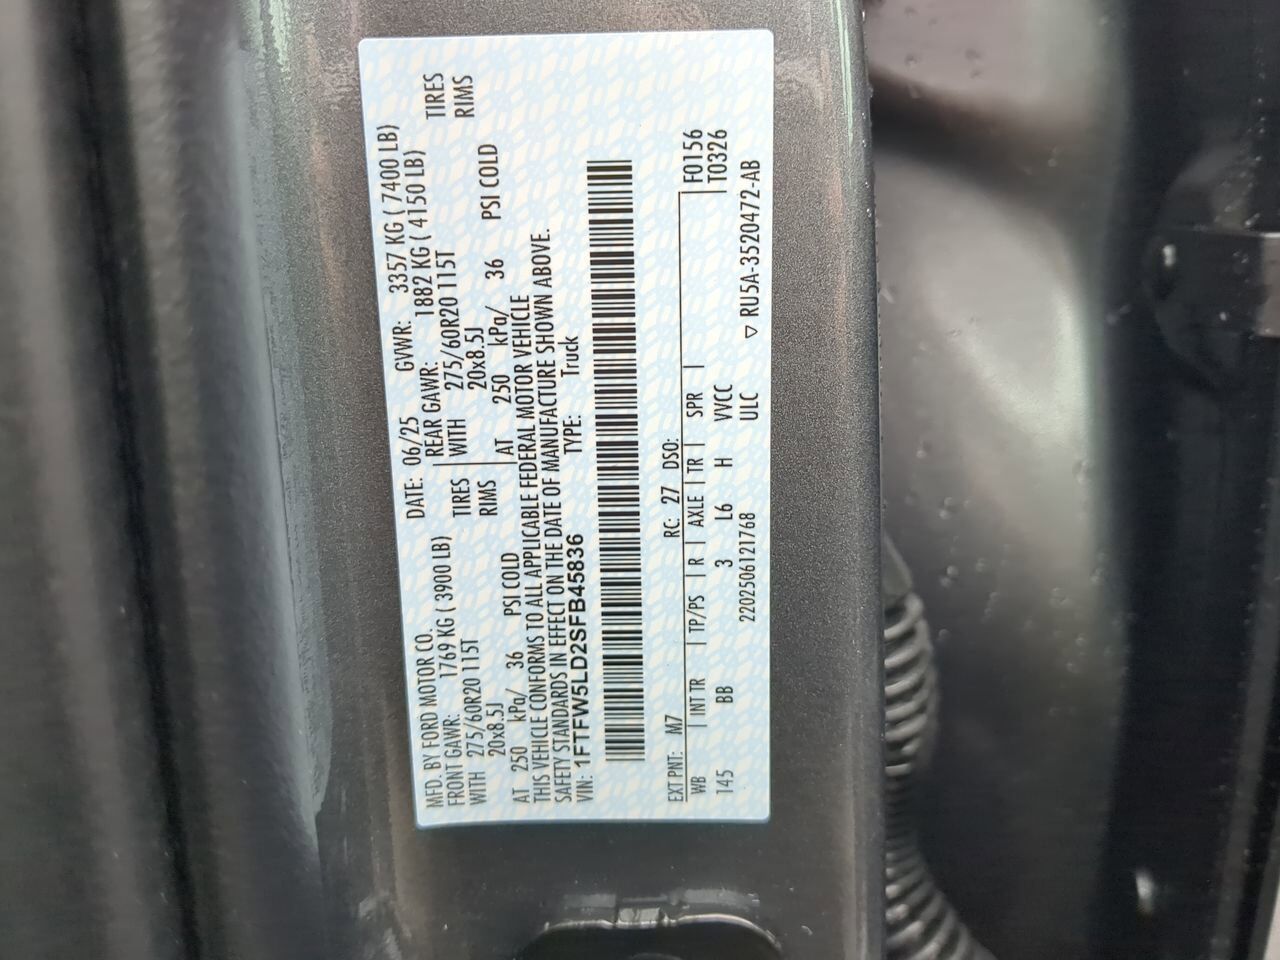 MFD. BY FORD MOTOR CO.
DATE: 06/25 GVWR: 3357 KG ( 7400 LB)
FRONT GAWR: 1769 KG ( 3900 LB) REAR GAWR: 1882 KG ( 4150 LB)
WITH 275/60R20 115T TIRES WITH 275/60R20 115T TIRES
20x8.5J RIMS 20x8.5J RIMS
AT 250 kPa/ 36 PSI COLD AT 250 kPa/ 36 PSI COLD
THIS VEHICLE CONFORMS TO ALL APPLICABLE FEDERAL MOTOR VEHICLE
SAFETY STANDARDS IN EFFECT ON THE DATE OF MANUFACTURE SHOWN ABOVE.
VIN: 1FTFW5LD2SFB45836 TYPE: Truck
EXT PNT: M7 RC: 27 DSO: F0156
WB | INT TR | TP/PS | R | AXLE | TR | SPR | T0326
145 BB 3 L6 H VVCC
2202506121768 ULC ▽ RU5A-3520472-AB